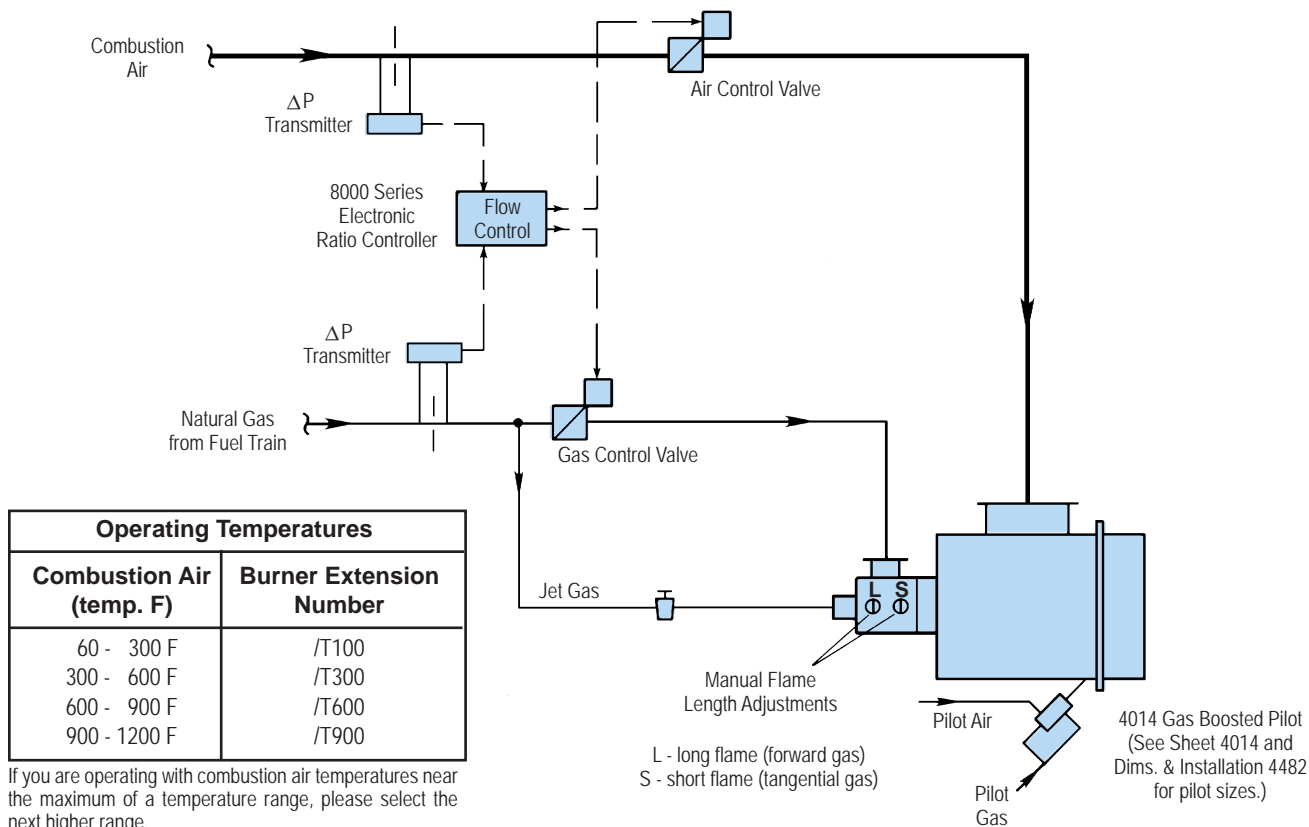 Combustion
Air
Air Control Valve
ΔP
Transmitter
8000 Series
Electronic
Ratio Controller
Flow
Control
ΔP
Transmitter
Natural Gas
from Fuel Train
Gas Control Valve
Operating Temperatures
Combustion Air
(temp. F)
Burner Extension
Number
60 - 300 F /T100
300 - 600 F /T300
600 - 900 F /T600
900 - 1200 F /T900
If you are operating with combustion air temperatures near
the maximum of a temperature range, please select the
next higher range
Jet Gas
L S
Manual Flame
Length Adjustments
L - long flame (forward gas)
S - short flame (tangential gas)
Pilot Air
Pilot
Gas
4014 Gas Boosted Pilot
(See Sheet 4014 and
Dims. & Installation 4482
for pilot sizes.)